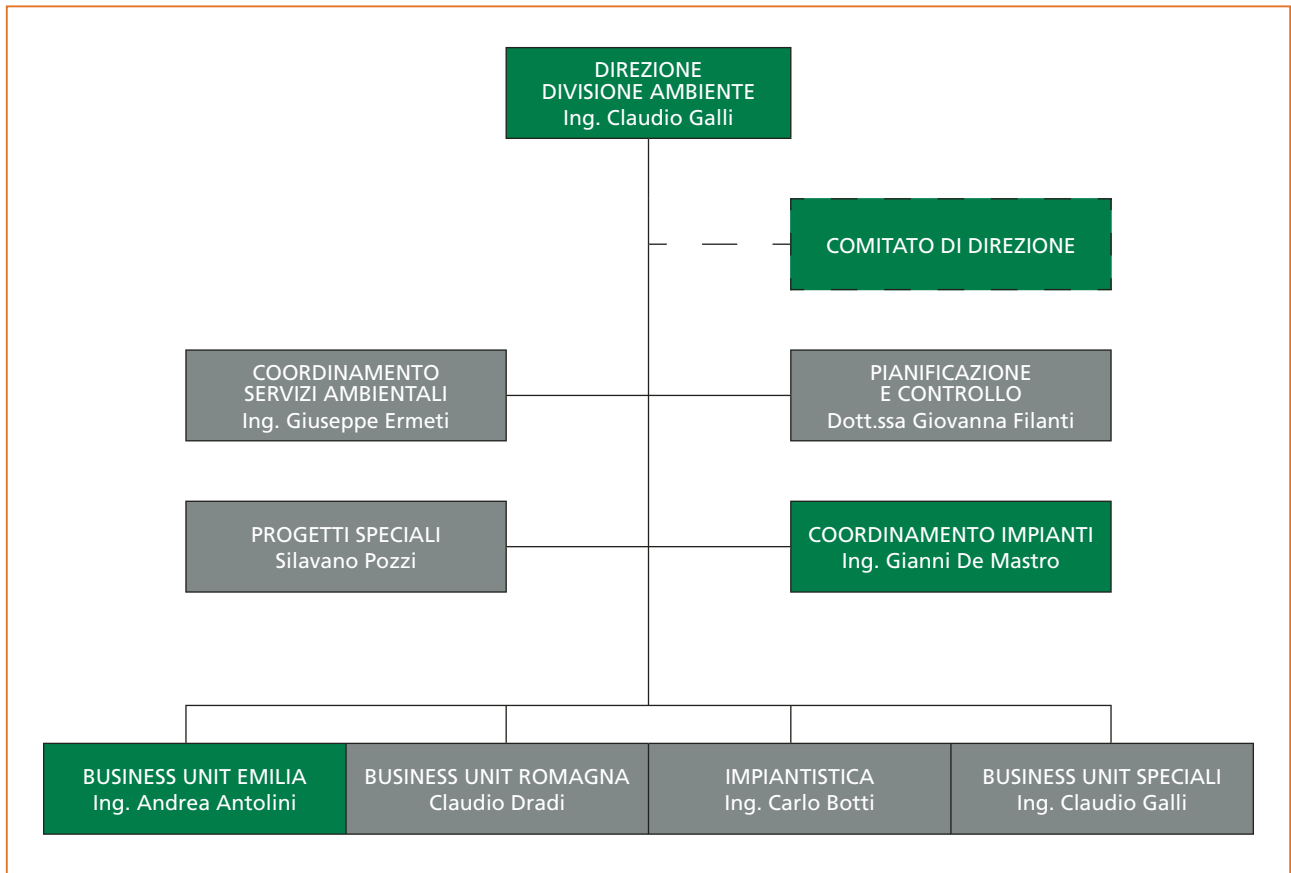 DIREZIONE
DIVISIONE AMBIENTE
Ing. Claudio Galli
COMITATO DI DIREZIONE
COORDINAMENTO
SERVIZI AMBIENTALI
Ing. Giuseppe Ermeti
PIANIFICAZIONE
E CONTROLLO
Dott.ssa Giovanna Filanti
PROGETTI SPECIALI
Silavano Pozzi
COORDINAMENTO IMPIANTI
Ing. Gianni De Mastro
BUSINESS UNIT EMILIA
Ing. Andrea Antolini
BUSINESS UNIT ROMAGNA
Claudio Dradi
IMPIANTISTICA
Ing. Carlo Botti
BUSINESS UNIT SPECIALI
Ing. Claudio Galli